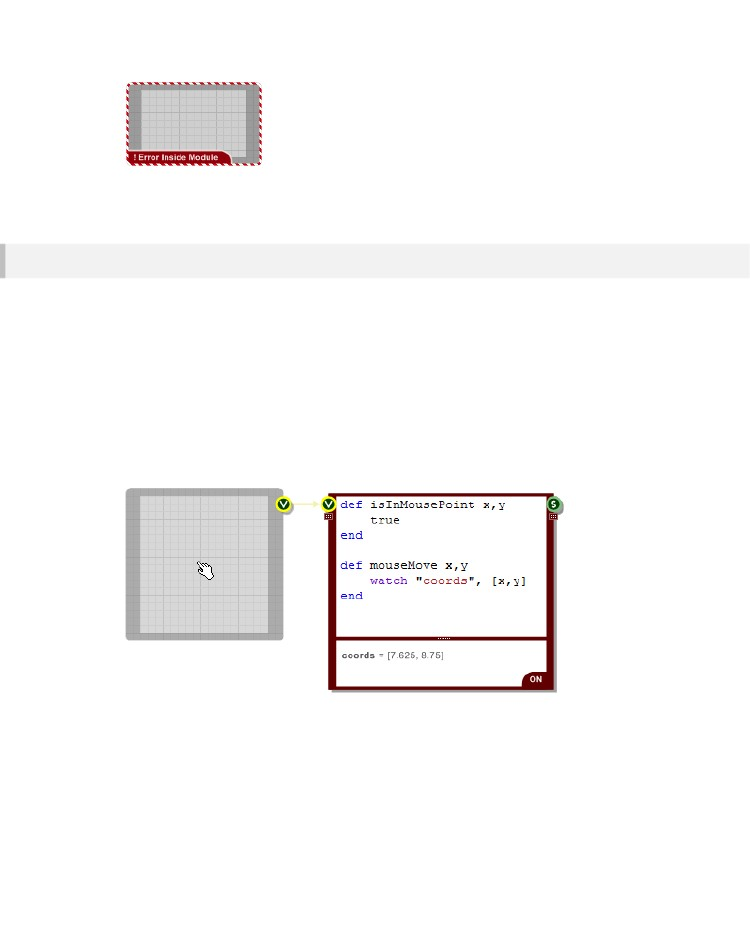 ! Error Inside Module
V
V
S
def isInMousePoint x,y
    true
end
def mouseMove x,y
    watch "coords", [x,y]
end
coords = [7.625, 8.75]
ON